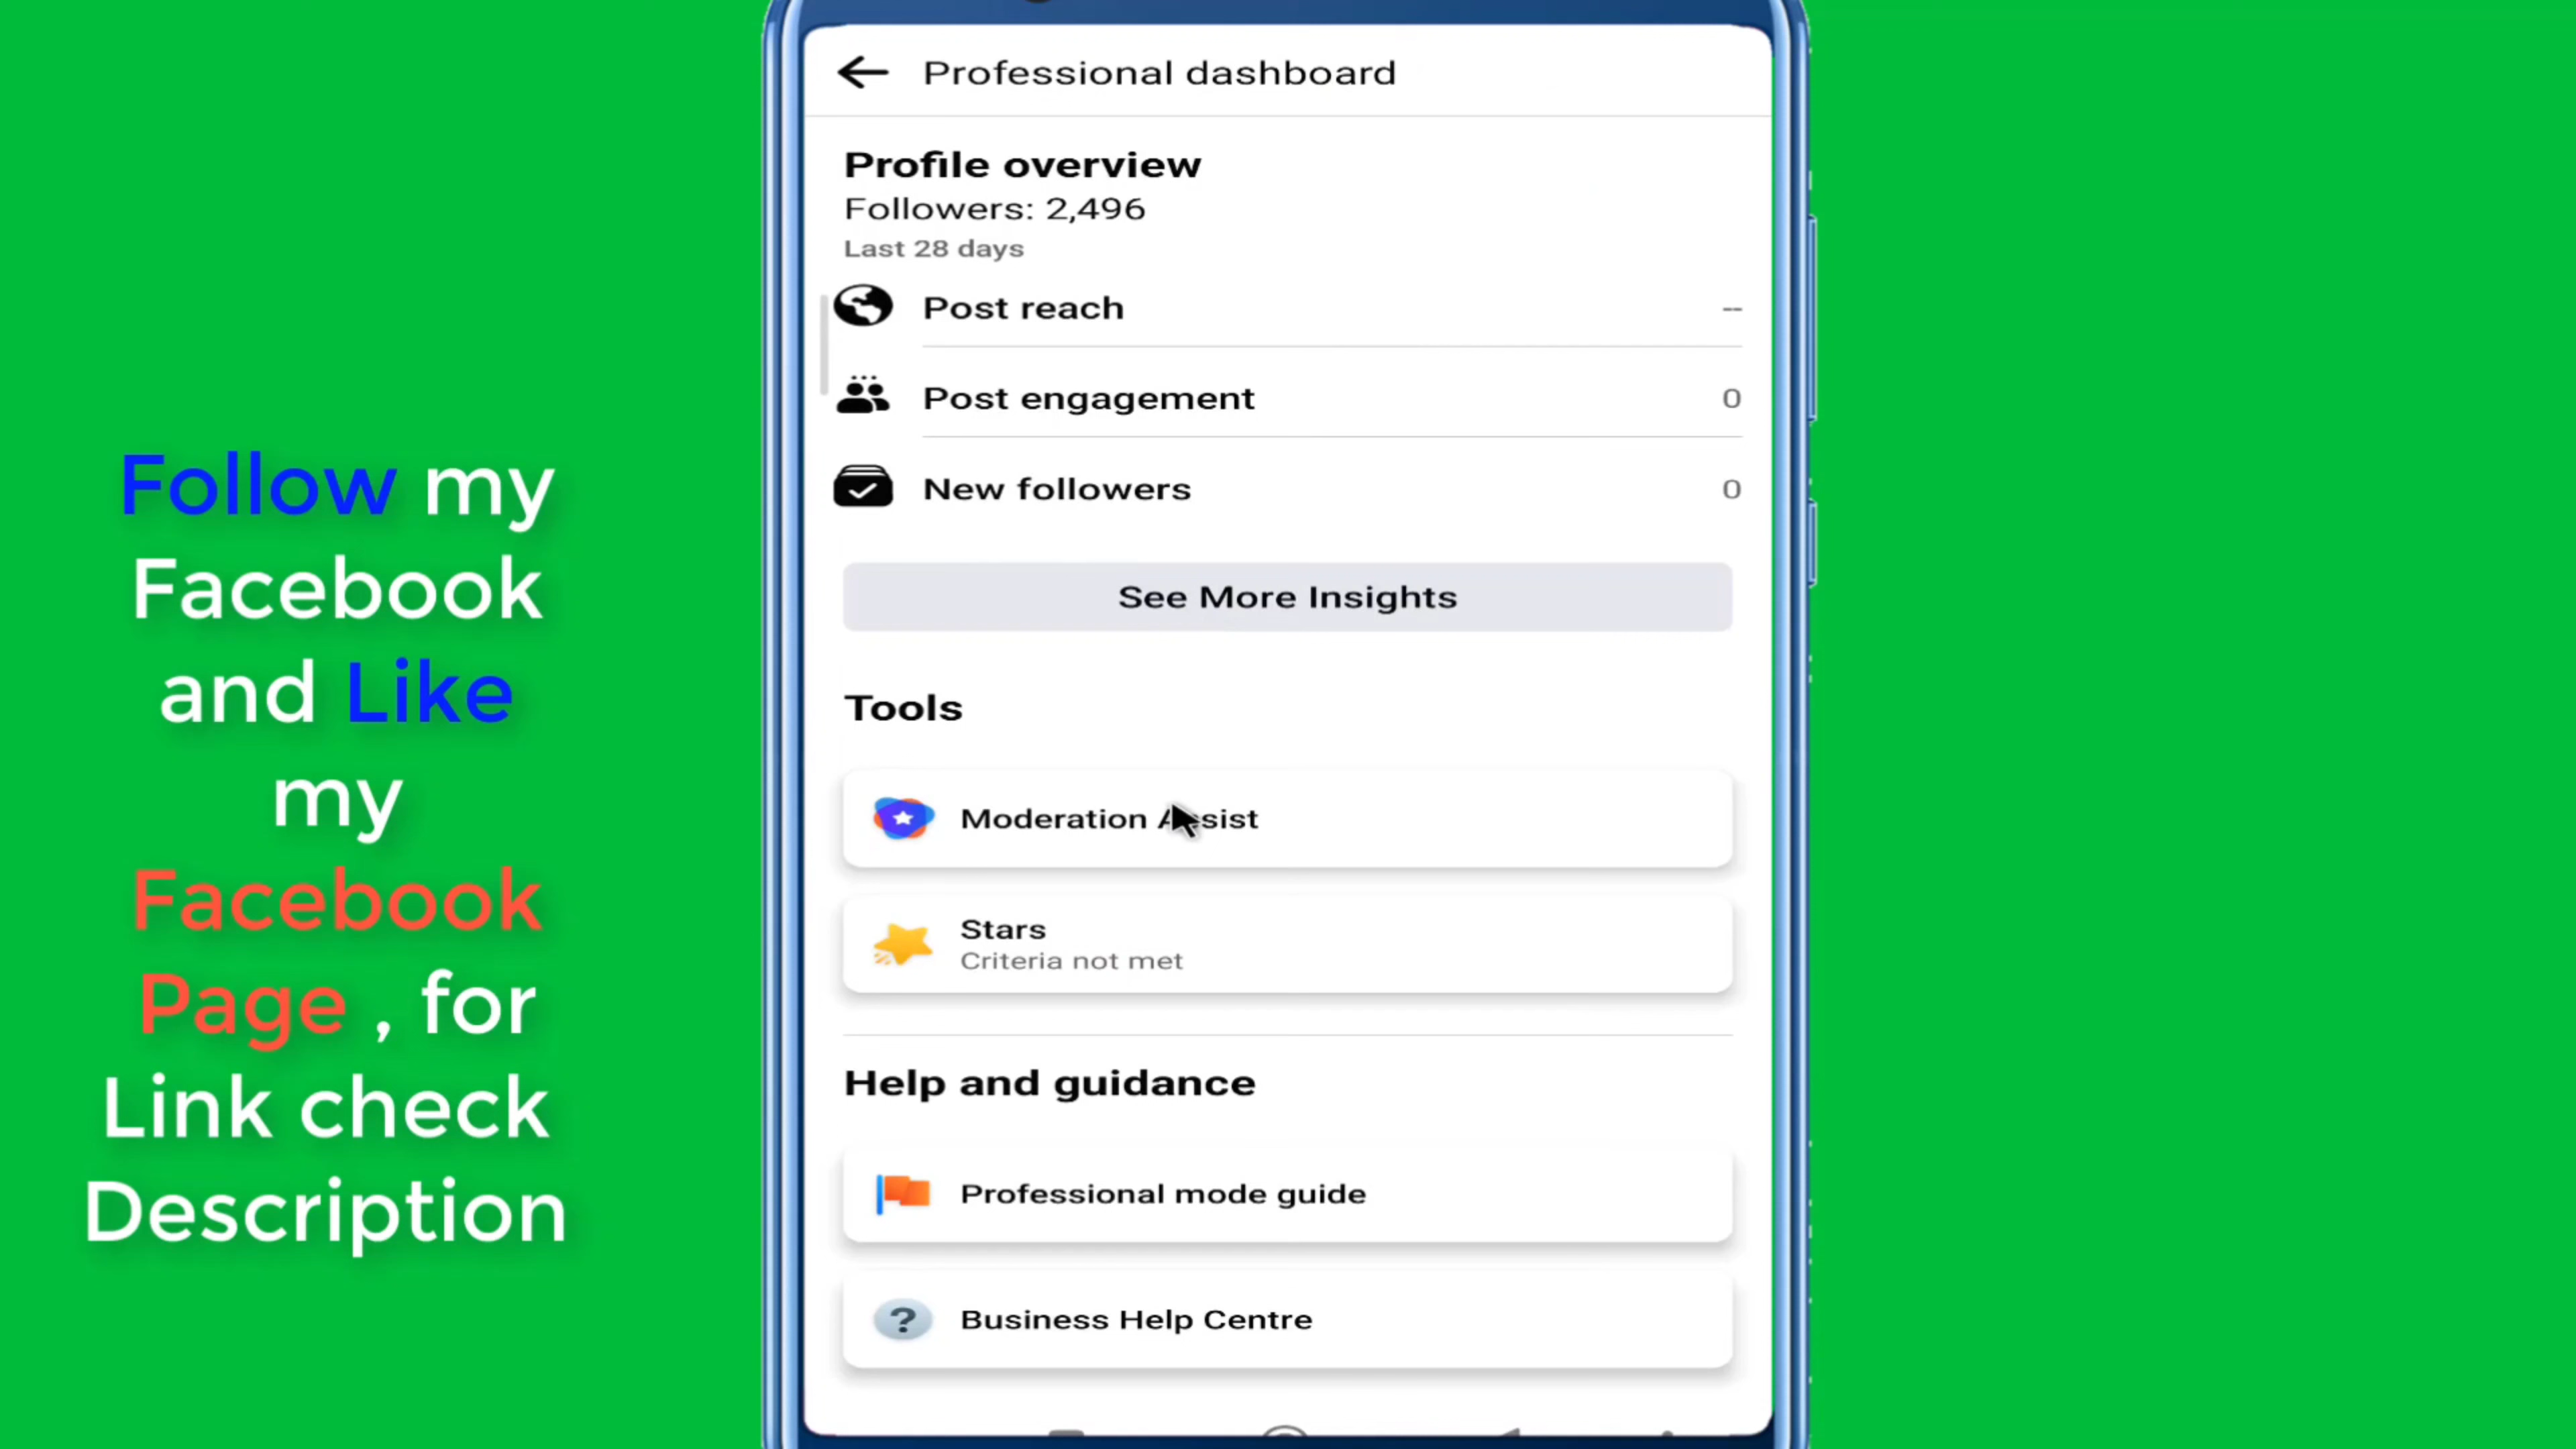 Follow my
Facebook
and Like
my
Facebook
Page , for
Link check
Description
Professional dashboard
Profile overview
Followers: 2,496
Last 28 days
Post reach --
Post engagement 0
New followers 0
See More Insights
Tools
Moderation Assist
Stars
Criteria not met
Help and guidance
Professional mode guide
Business Help Centre